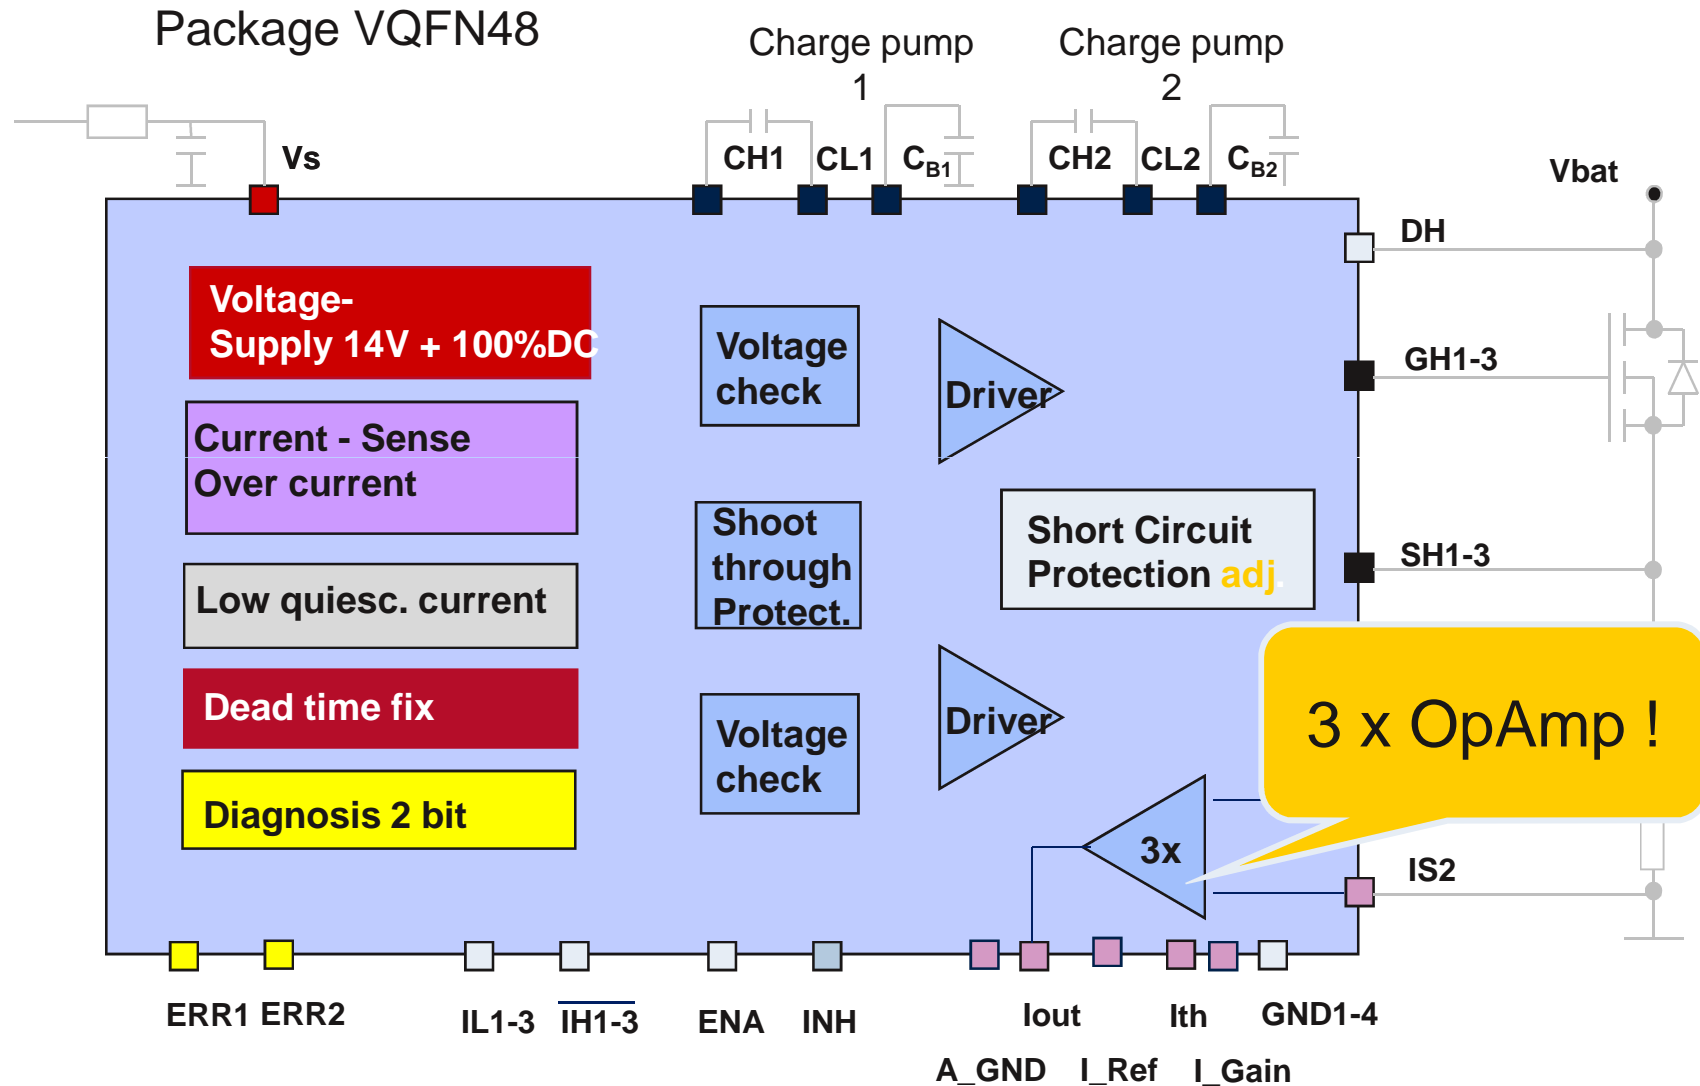 Package VQFN48
Charge pump
1
Charge pump
2
Vs
CH1
CL1
CB1
CH2
CL2
CB2
Vbat
DH
Voltage-
Supply 14V + 100%DC
Voltage
check
Driver
GH1-3
Current - Sense
Over current
Shoot
through
Protect.
Short Circuit
Protection adj.
SH1-3
Low quiesc. current
Dead time fix
Voltage
check
Driver
3 x OpAmp !
Diagnosis 2 bit
3x
IS2
ERR1
ERR2
IL1-3
IH1-3
ENA
INH
Iout
Ith
GND1-4
A_GND
I_Ref
I_Gain